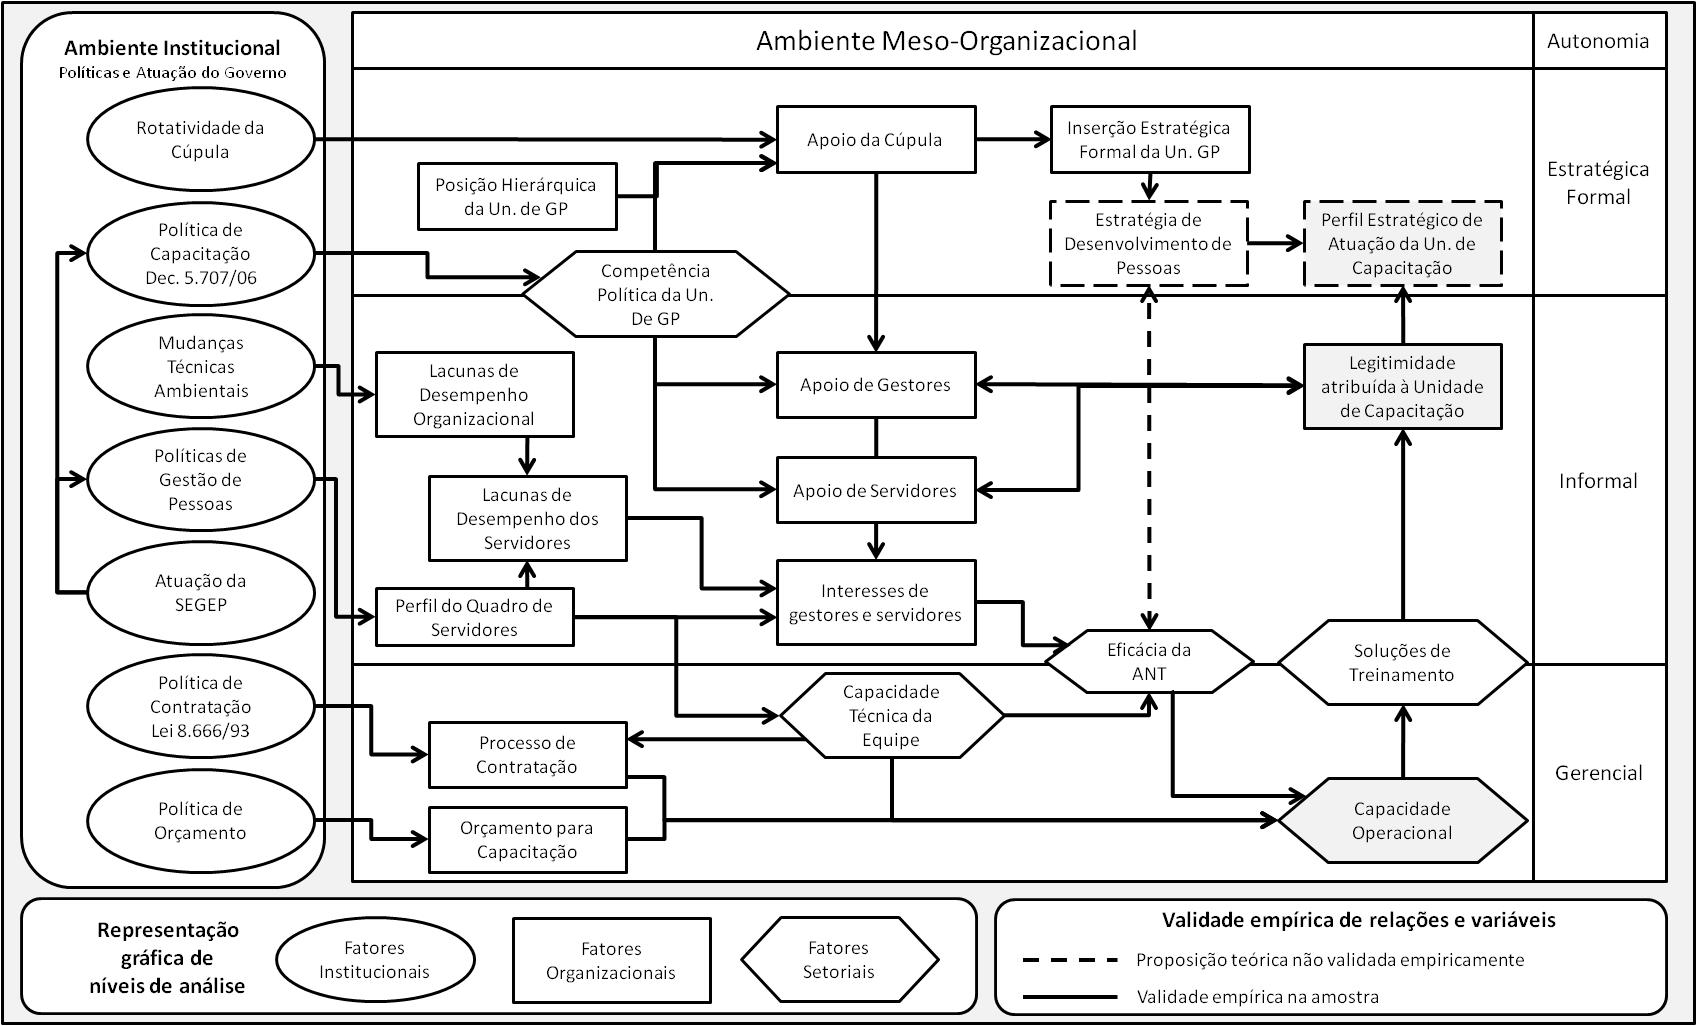 Ambiente Institucional
Políticas e Atuação do Governo
Rotatividade da
Cúpula
Política de
Capacitação
Dec. 5.707/06
Mudanças
Técnicas
Ambientais
Políticas de
Gestão de
Pessoas
Atuação da
SEGEP
Política de
Contratação
Lei 8.666/93
Política de
Orçamento
Ambiente Meso-Organizacional
Autonomia
Apoio da Cúpula
Inserção Estratégica
Formal da Un. GP
Posição Hierárquica
da Un. de GP
Estratégia de
Desenvolvimento de
Pessoas
Perfil Estratégico de
Atuação da Un. de
Capacitação
Estratégica
Formal
Competência
Política da Un.
De GP
Lacunas de
Desempenho
Organizacional
Apoio de Gestores
Legitimidade
atribuída à Unidade
de Capacitação
Lacunas de
Desempenho dos
Servidores
Apoio de Servidores
Informal
Perfil do Quadro de
Servidores
Interesses de
gestores e servidores
Eficácia da
ANT
Soluções de
Treinamento
Capacidade
Técnica da
Equipe
Processo de
Contratação
Orçamento para
Capacitação
Capacidade
Operacional
Gerencial
Representação
gráfica de
níveis de análise
Fatores
Institucionais
Fatores
Organizacionais
Fatores
Setoriais
Validade empírica de relações e variáveis
Proposição teórica não validada empiricamente
Validade empírica na amostra